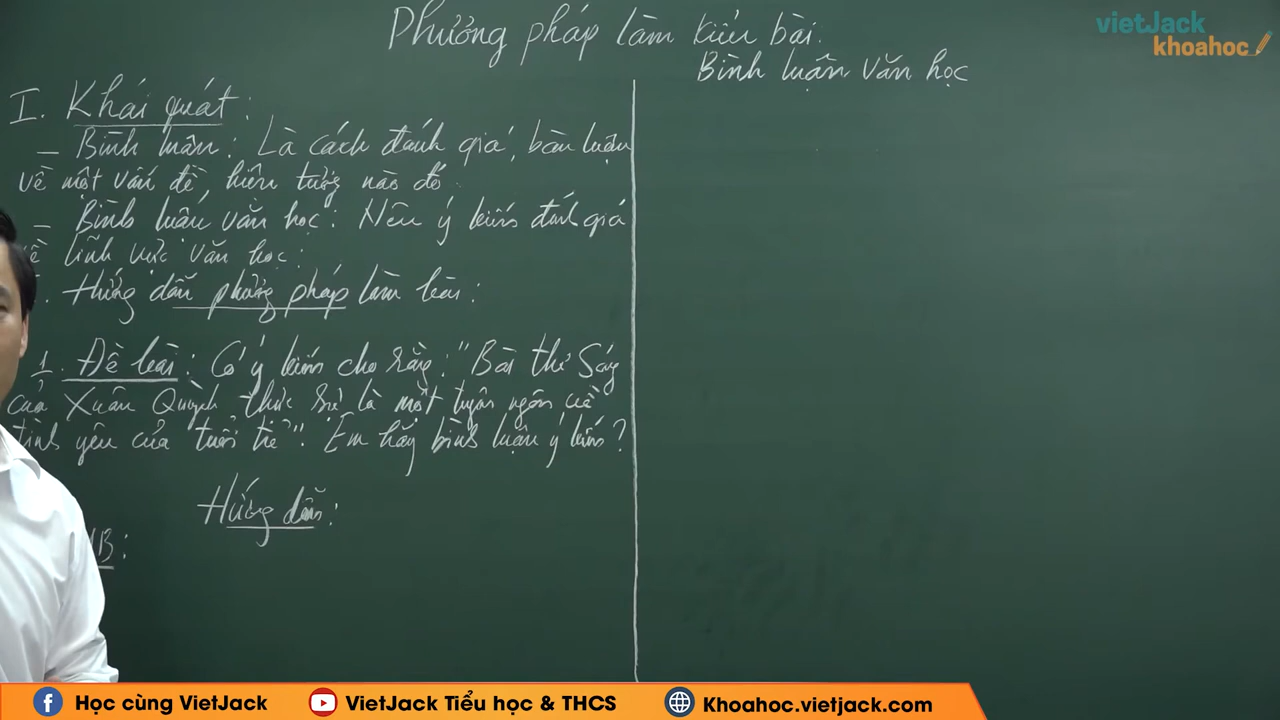 Phương pháp làm kiểu bài:
Bình luận văn học
vietJack
khoahoc
I. Khái quát:
– Bình luận: Là cách đánh giá, bàn luận
về một vấn đề, hiện tượng nào đó.
– Bình luận văn học: Nêu ý kiến đánh giá
về lĩnh vực văn học:
Hướng dẫn phương pháp làm bài:
1. Đề bài: Có ý kiến cho rằng: "Bài thơ Sóng
của Xuân Quỳnh thực sự là một tuyên ngôn về
tình yêu của tuổi trẻ". Em hãy bình luận ý kiến?
Hướng dẫn:
B:
Học cùng VietJack
VietJack Tiểu học & THCS
Khoahoc.vietjack.com